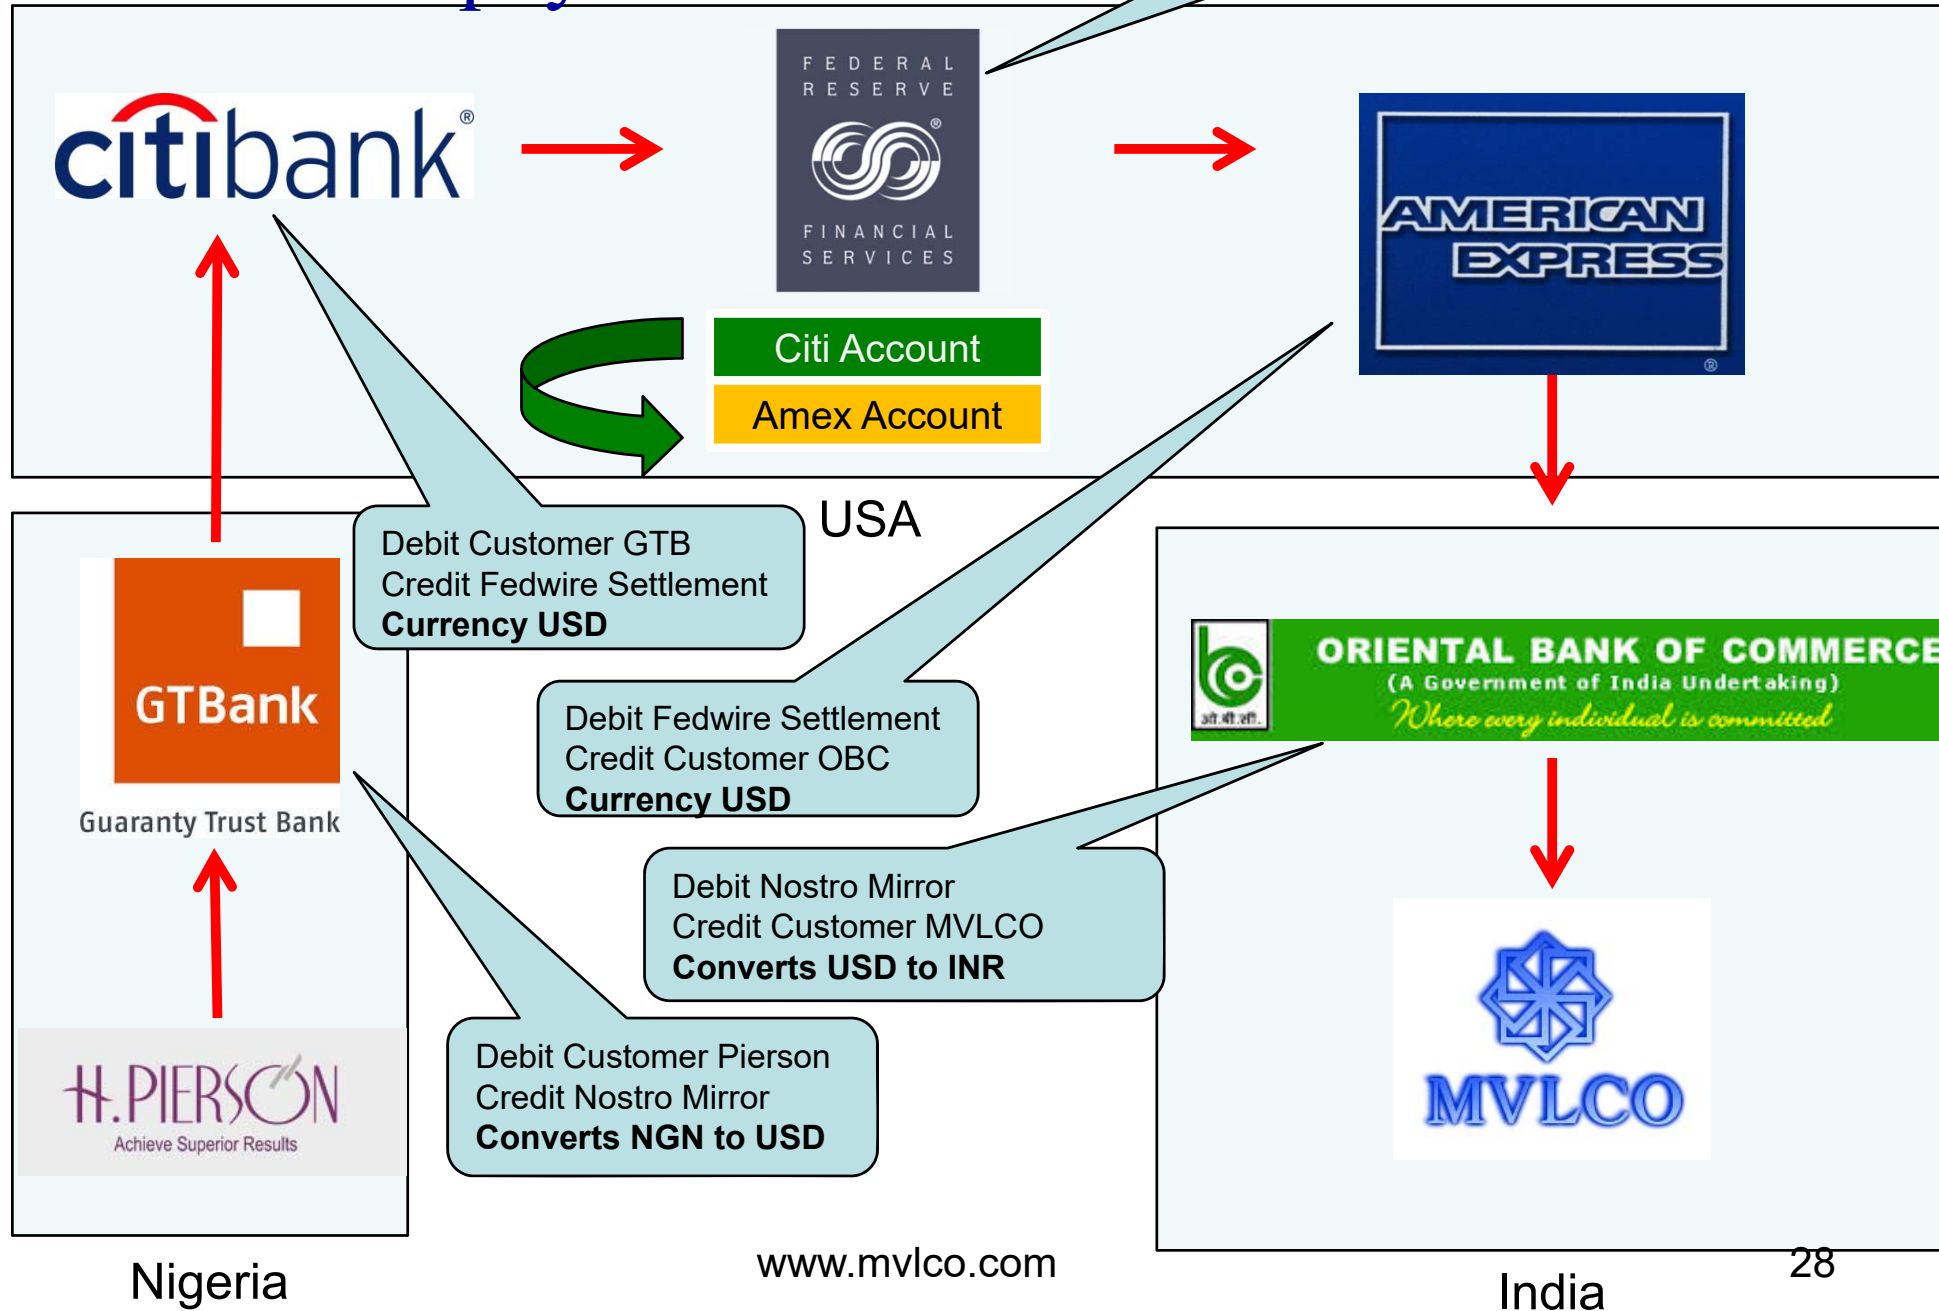 citibank®
FEDERAL
RESERVE
®
FINANCIAL
SERVICES
AMERICAN
EXPRESS
®
Citi Account
Amex Account
USA
Debit Customer GTB
Credit Fedwire Settlement
Currency USD
GTBank
Guaranty Trust Bank
Debit Fedwire Settlement
Credit Customer OBC
Currency USD
ओ.बी.सी.
ORIENTAL BANK OF COMMERCE
(A Government of India Undertaking)
Where every individual is committed
Debit Nostro Mirror
Credit Customer MVLCO
Converts USD to INR
Debit Customer Pierson
Credit Nostro Mirror
Converts NGN to USD
H.PIERSON
Achieve Superior Results
MVLCO
Nigeria
www.mvlco.com
India
28